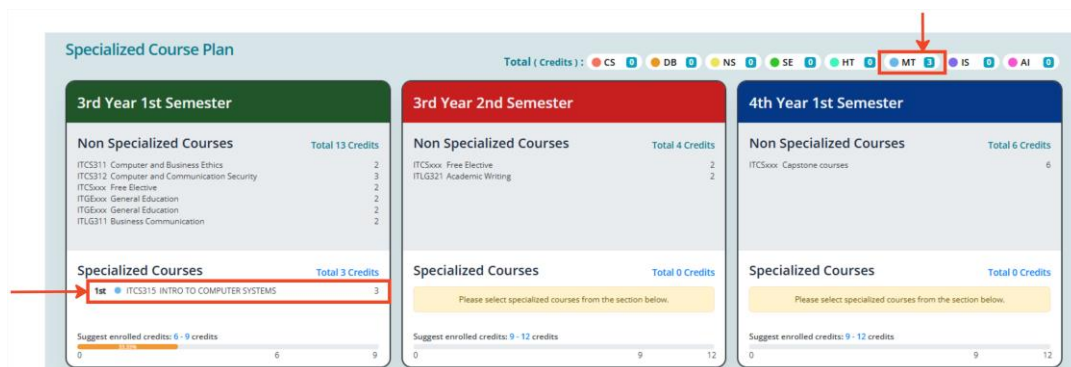 Specialized Course Plan
Total ( Credits ) : CS 0 DB 0 NS 0 SE 0 HT 0 MT 3 IS 0 AI 0
3rd Year 1st Semester
Non Specialized Courses Total 13 Credits
ITCS311 Computer and Business Ethics 2
ITCS312 Computer and Communication Security 3
ITCSxxx Free Elective 2
ITGExxx General Education 2
ITGExxx General Education 2
ITLG311 Business Communication 2
Specialized Courses Total 3 Credits
1st ITCS315 INTRO TO COMPUTER SYSTEMS 3
Suggest enrolled credits: 6 - 9 credits
0 6 9
3rd Year 2nd Semester
Non Specialized Courses Total 4 Credits
ITCSxxx Free Elective 2
ITLG321 Academic Writing 2
Specialized Courses Total 0 Credits
Please select specialized courses from the section below.
Suggest enrolled credits: 9 - 12 credits
0 9 12
4th Year 1st Semester
Non Specialized Courses Total 6 Credits
ITCSxxx Capstone courses 6
Specialized Courses Total 0 Credits
Please select specialized courses from the section below.
Suggest enrolled credits: 9 - 12 credits
0 9 12